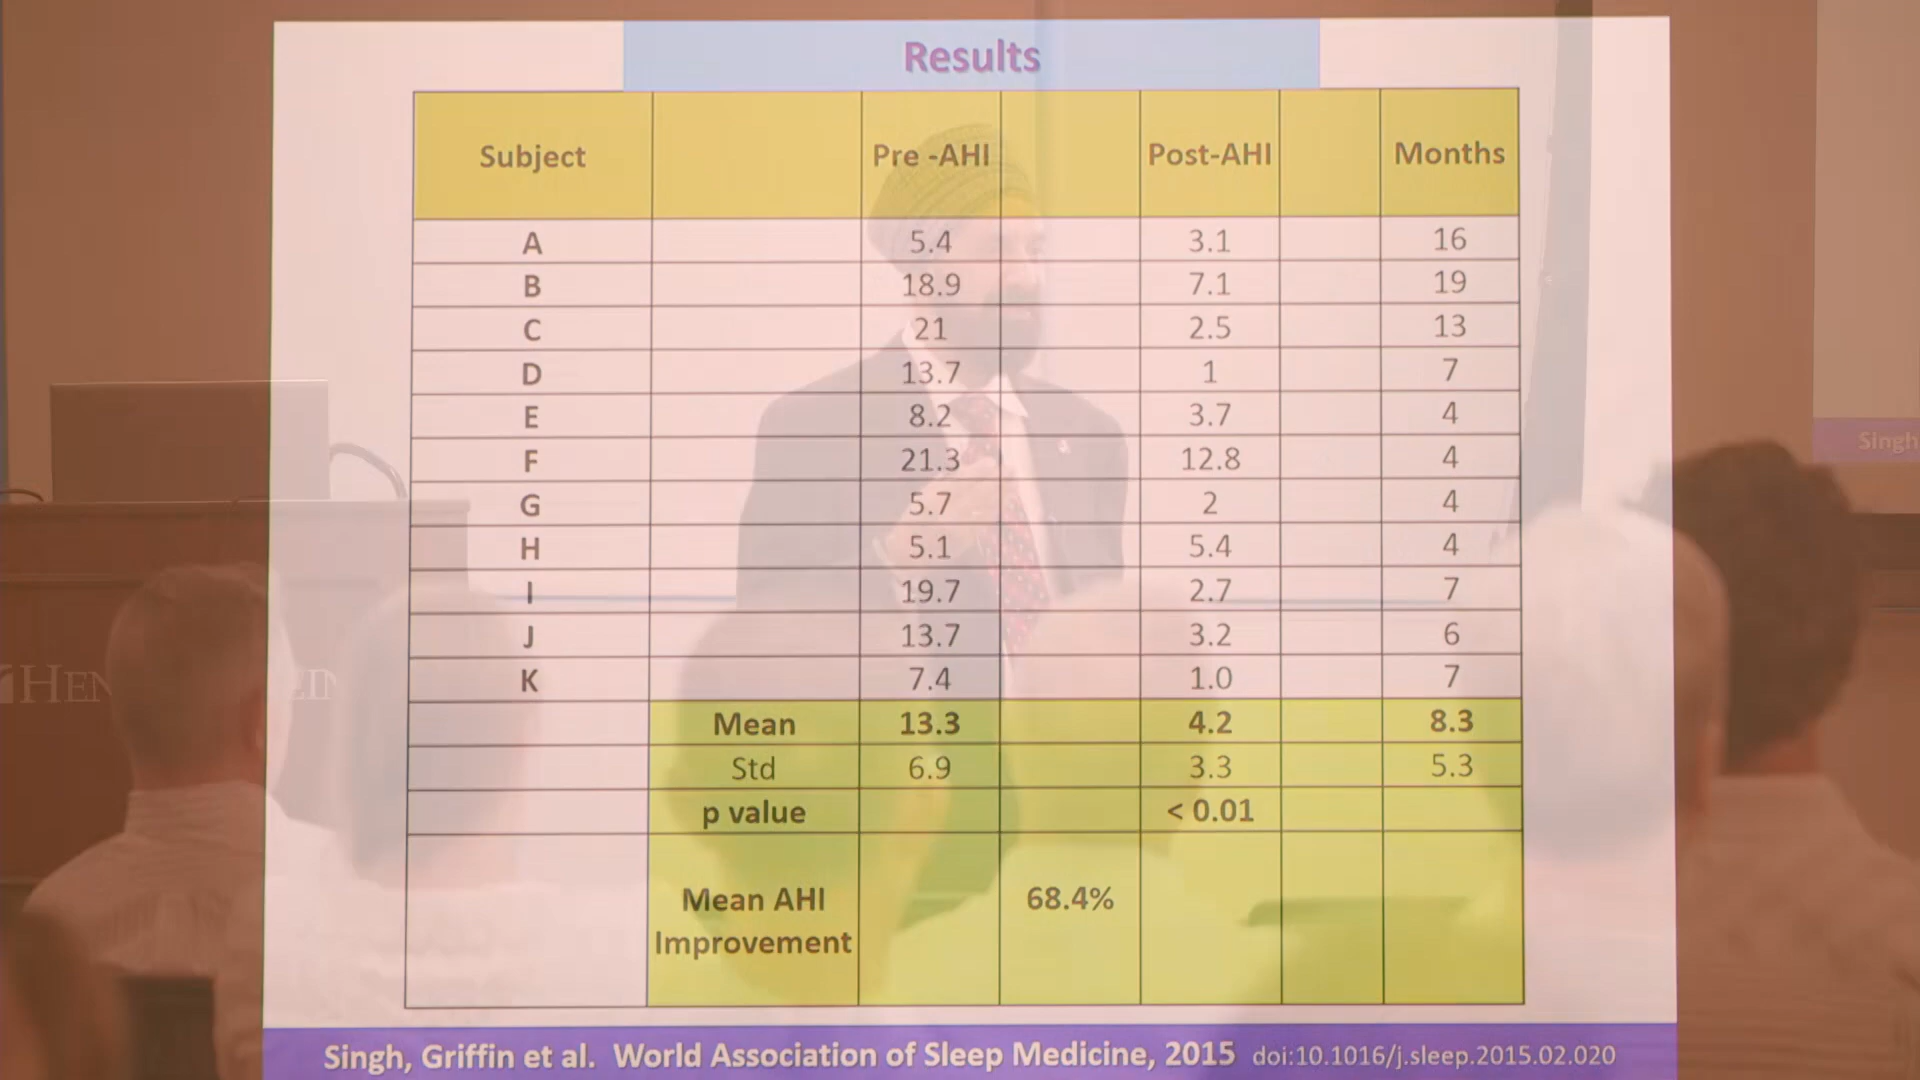 Results
Subject Pre -AHI Post-AHI Months
A 5.4 3.1 16
B 18.9 7.1 19
C 21 2.5 13
D 13.7 1 7
E 8.2 3.7 4
F 21.3 12.8 4
G 5.7 2 4
H 5.1 5.4 4
I 19.7 2.7 7
J 13.7 3.2 6
K 7.4 1.0 7
Mean 13.3 4.2 8.3
Std 6.9 3.3 5.3
p value < 0.01
Mean AHI
Improvement 68.4%
Singh, Griffin et al. World Association of Sleep Medicine, 2015 doi:10.1016/j.sleep.2015.02.020
Singh